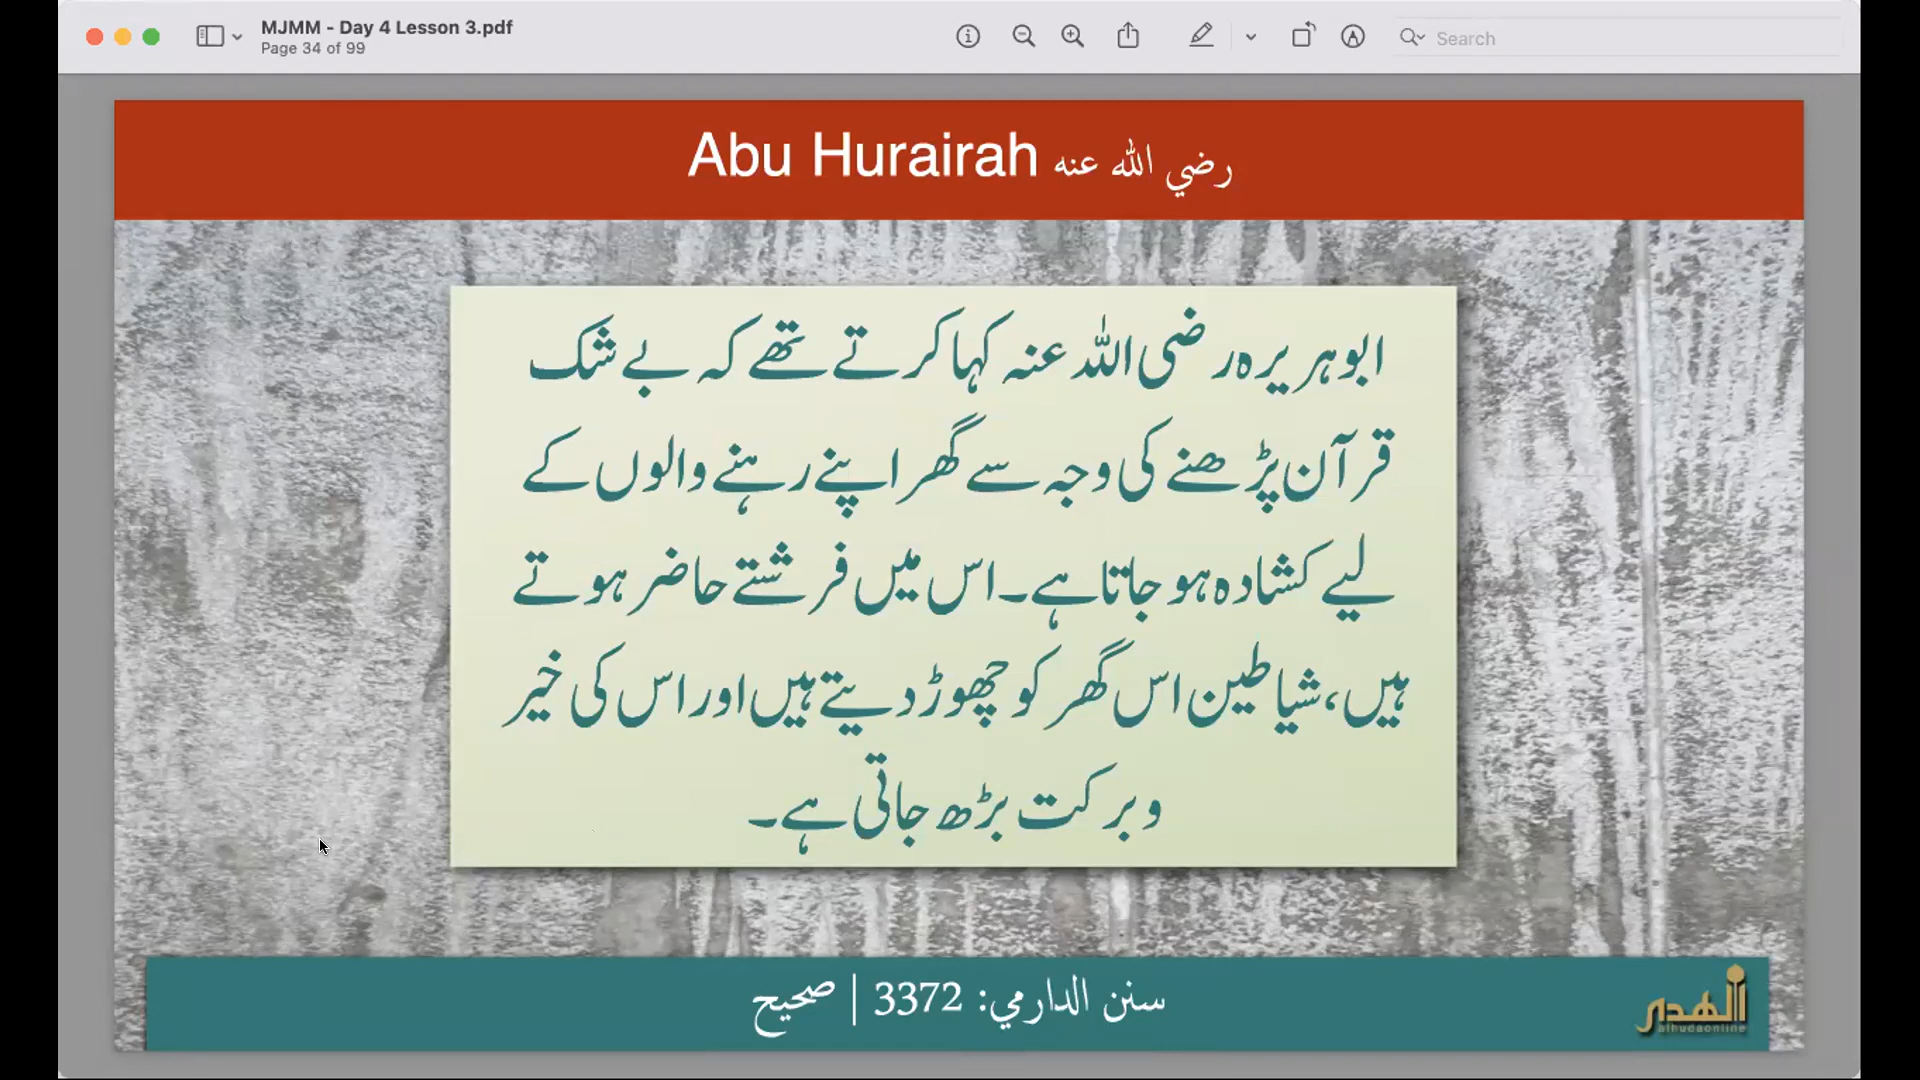 MJMM - Day 4 Lesson 3.pdf
Page 34 of 99
Search
Abu Hurairah رضي الله عنه
ابوہریرہ رضی اللہ عنہ کہا کرتے تھے کہ بے شک
قرآن پڑھنے کی وجہ سے گھر اپنے رہنے والوں کے
لیے کشادہ ہو جاتا ہے۔ اس میں فرشتے حاضر ہوتے
ہیں، شیاطین اس گھر کو چھوڑ دیتے ہیں اور اس کی خیر
و برکت بڑھ جاتی ہے۔
سنن الدارمي: 3372 | صحيح
الهدى
alhudaonline